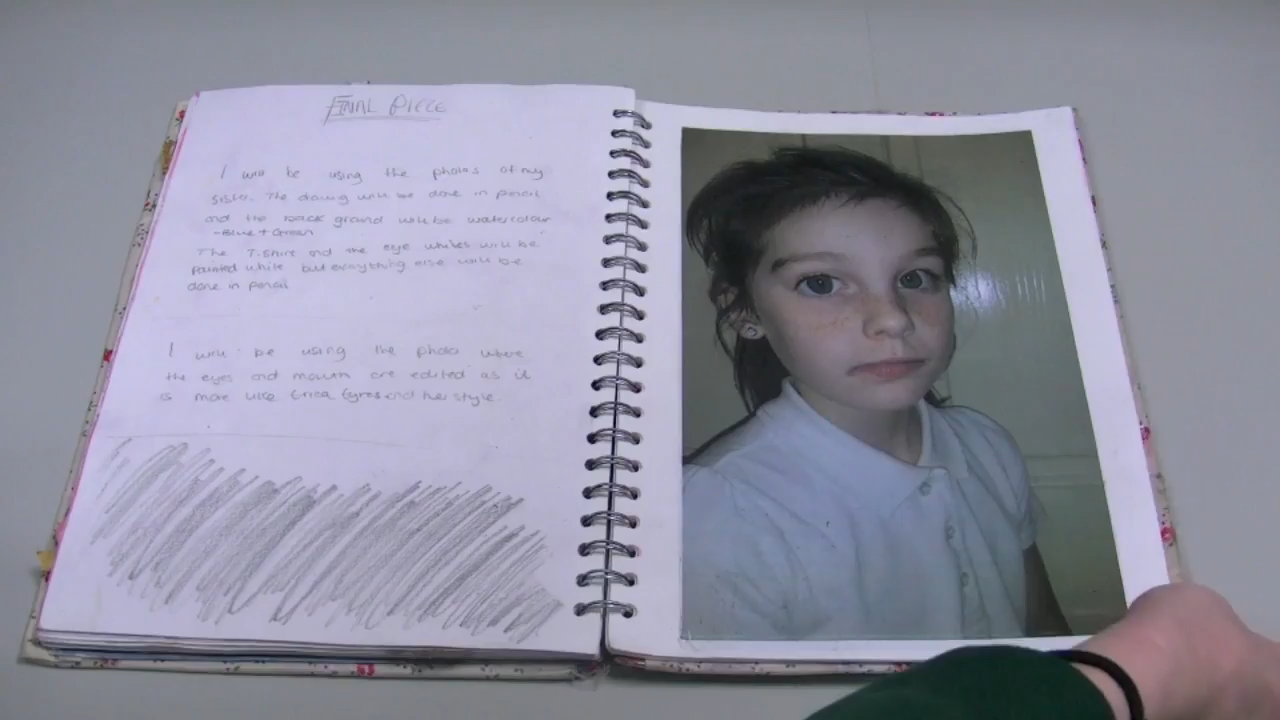 FINAL PIECE
I will be using the photos of my
sister. The drawing will be done in pencil
and the back ground will be watercolour
-Blue + Green
The T-Shirt and the eye whites will be
painted white but everything else will be
done in pencil
I will be using the photo where
the eyes and mouth are edited as it
is more like Erica Eyres and her style.